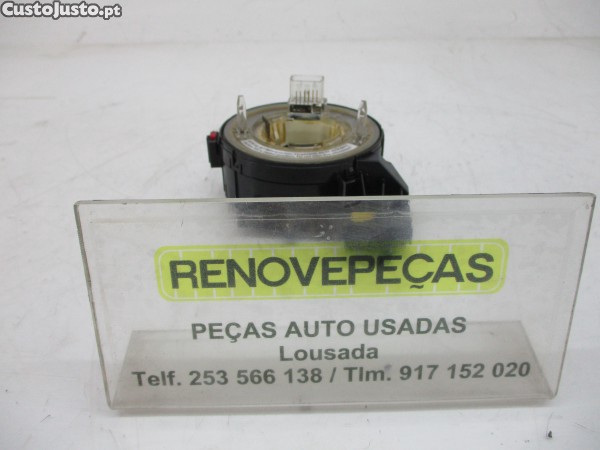 CustoJusto.pt
RENOVEPEÇAS
PEÇAS AUTO USADAS
Lousada
Telf. 253 566 138 / Tlm. 917 152 020